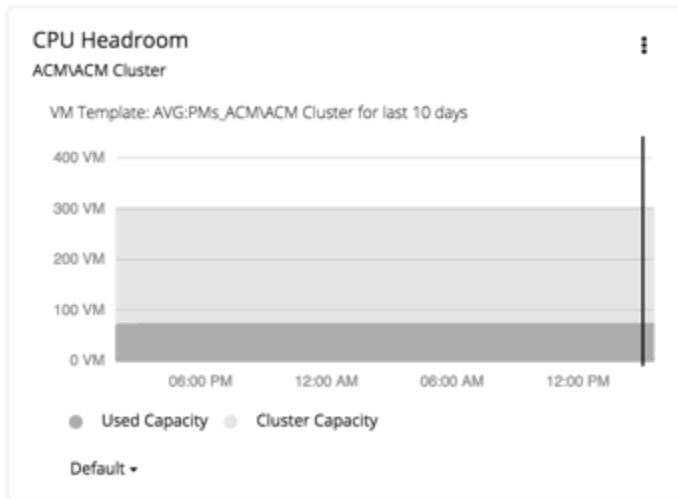 CPU Headroom
ACM\ACM Cluster
VM Template: AVG:PMs_ACM\ACM Cluster for last 10 days
400 VM
300 VM
200 VM
100 VM
0 VM
06:00 PM 12:00 AM 06:00 AM 12:00 PM
Used Capacity Cluster Capacity
Default